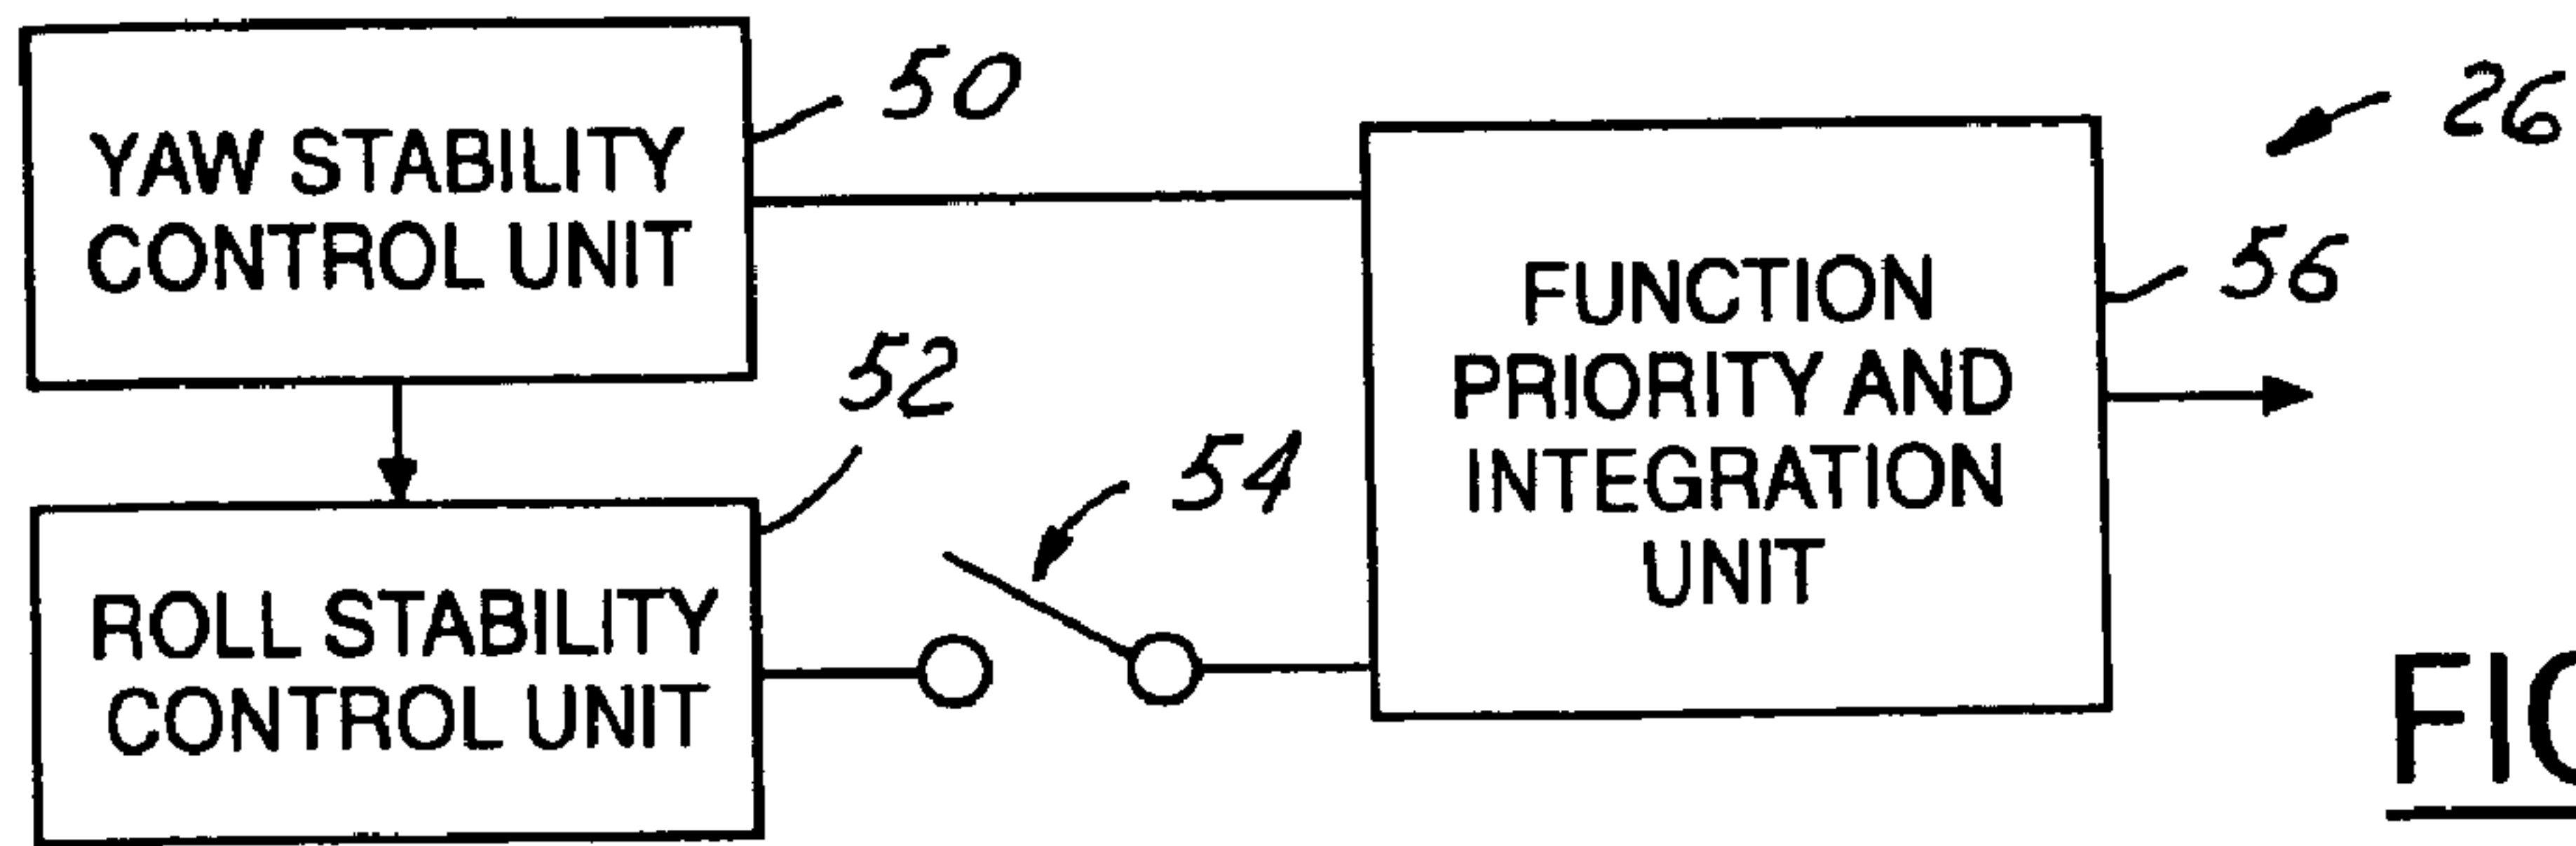 YAW STABILITY
CONTROL UNIT
50
ROLL STABILITY
CONTROL UNIT
52
54
FUNCTION
PRIORITY AND
INTEGRATION
UNIT
56
26